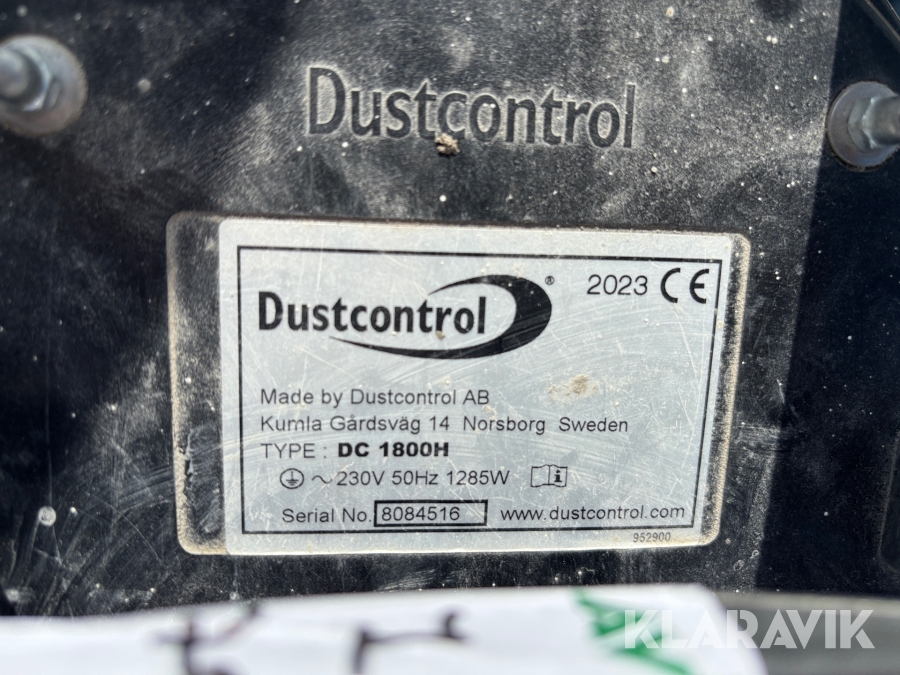 Dustcontrol
Dustcontrol®
2023 CE
Made by Dustcontrol AB
Kumla Gårdsväg 14 Norsborg Sweden
TYPE : DC 1800H
~ 230V 50Hz 1285W
Serial No. 8084516 www.dustcontrol.com
952900
KLARAVIK